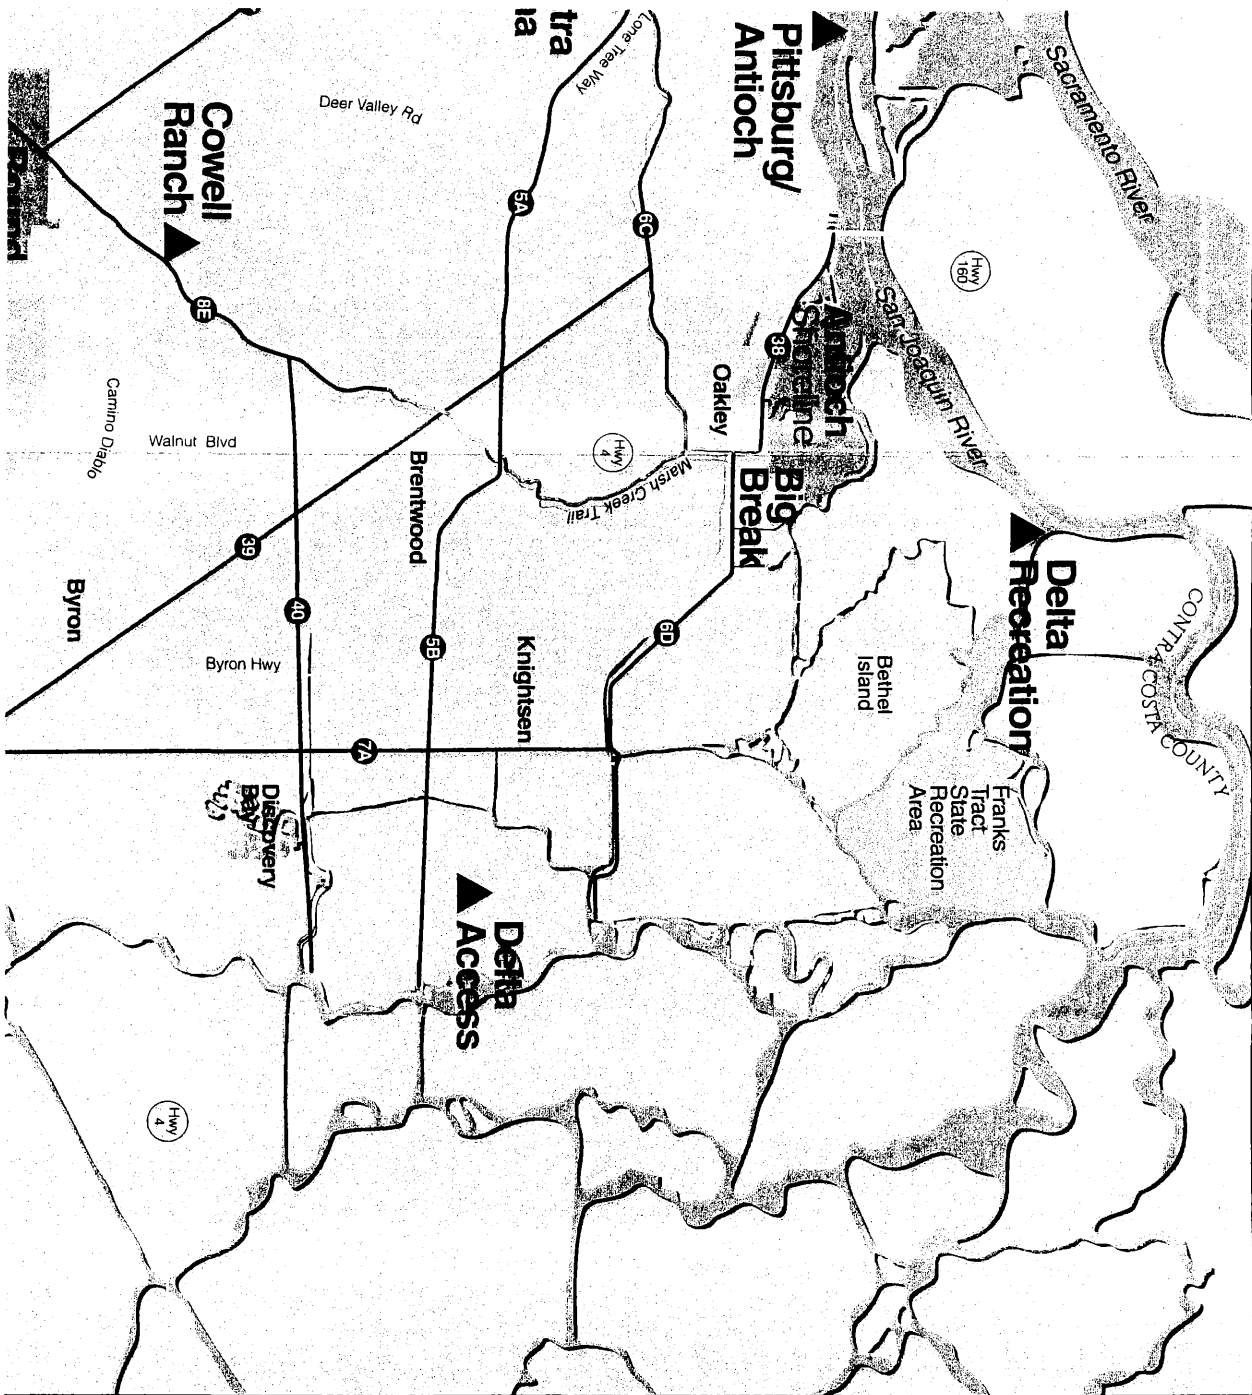 Sacramento River
Pittsburg/
Antioch
tra
na
Lone Tree Way
Deer Valley Rd
Cowell
Ranch
5A
6C
Hwy
160
San Joaquin River
Antioch
Shoreline
8E
3B
Oakley
Camino Diablo
Walnut Blvd
Hwy
4
Marsh Creek Trail
Brentwood
Big
Break
Delta
Recreation
39
Byron
40
5B
6D
Knightsen
Byron Hwy
Bethel
Island
CONTRA COSTA COUNTY
7A
Franks
Tract
State
Recreation
Area
Discovery
Bay
Delta
Access
Hwy
4